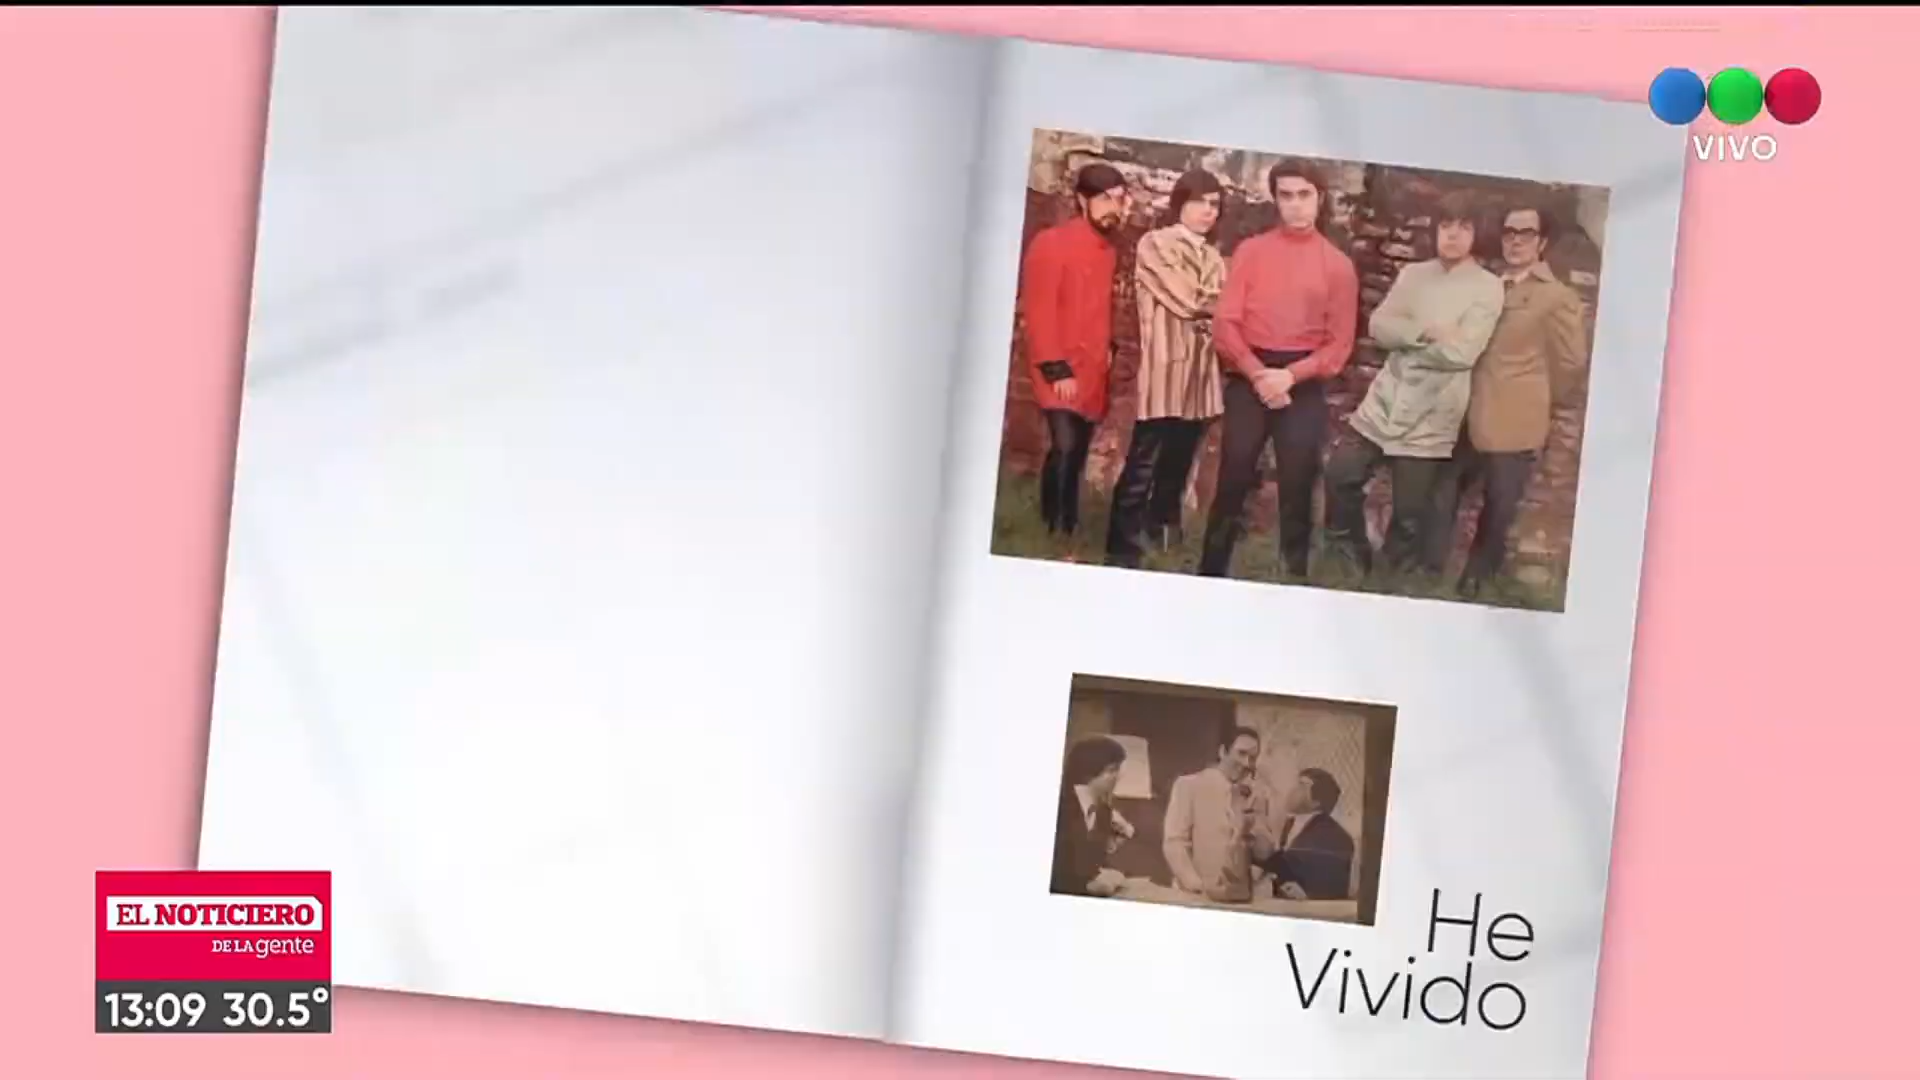 VIVO
He
Vivido
EL NOTICIERO
DE LA gente
13:09 30.5°